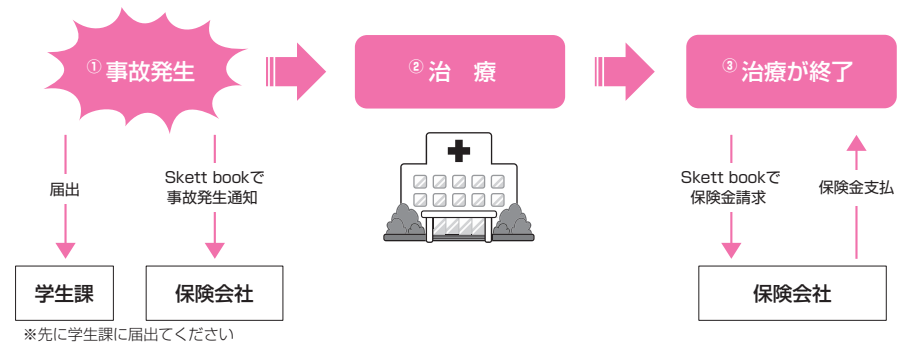 ① 事故発生
② 治　療
③ 治療が終了
届出
Skett bookで
事故発生通知
Skett bookで
保険金請求
保険金支払
学生課
保険会社
保険会社
※先に学生課に届出てください